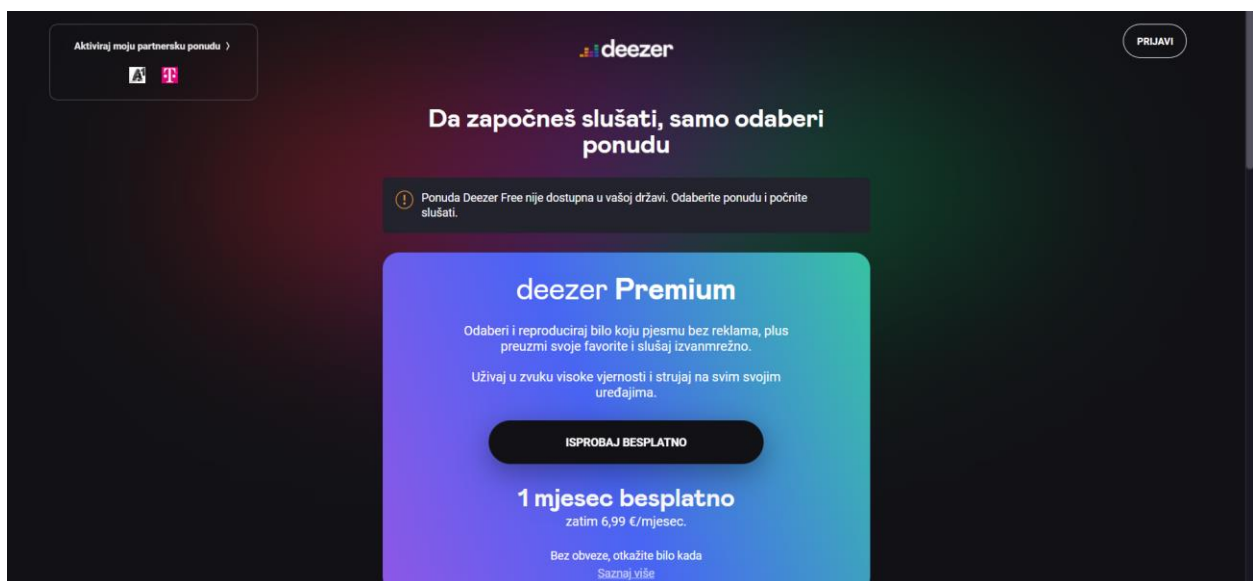 Aktiviraj moju partnersku ponudu >
A1 T
deezer
PRIJAVI
Da započneš slušati, samo odaberi
ponudu
Ponuda Deezer Free nije dostupna u vašoj državi. Odaberite ponudu i počnite
slušati.
deezer Premium
Odaberi i reproduciraj bilo koju pjesmu bez reklama, plus
preuzmi svoje favorite i slušaj izvanmrežno.
Uživaj u zvuku visoke vjernosti i strujaj na svim svojim
uređajima.
ISPROBAJ BESPLATNO
1 mjesec besplatno
zatim 6,99 €/mjesec.
Bez obveze, otkažite bilo kada
Saznaj više